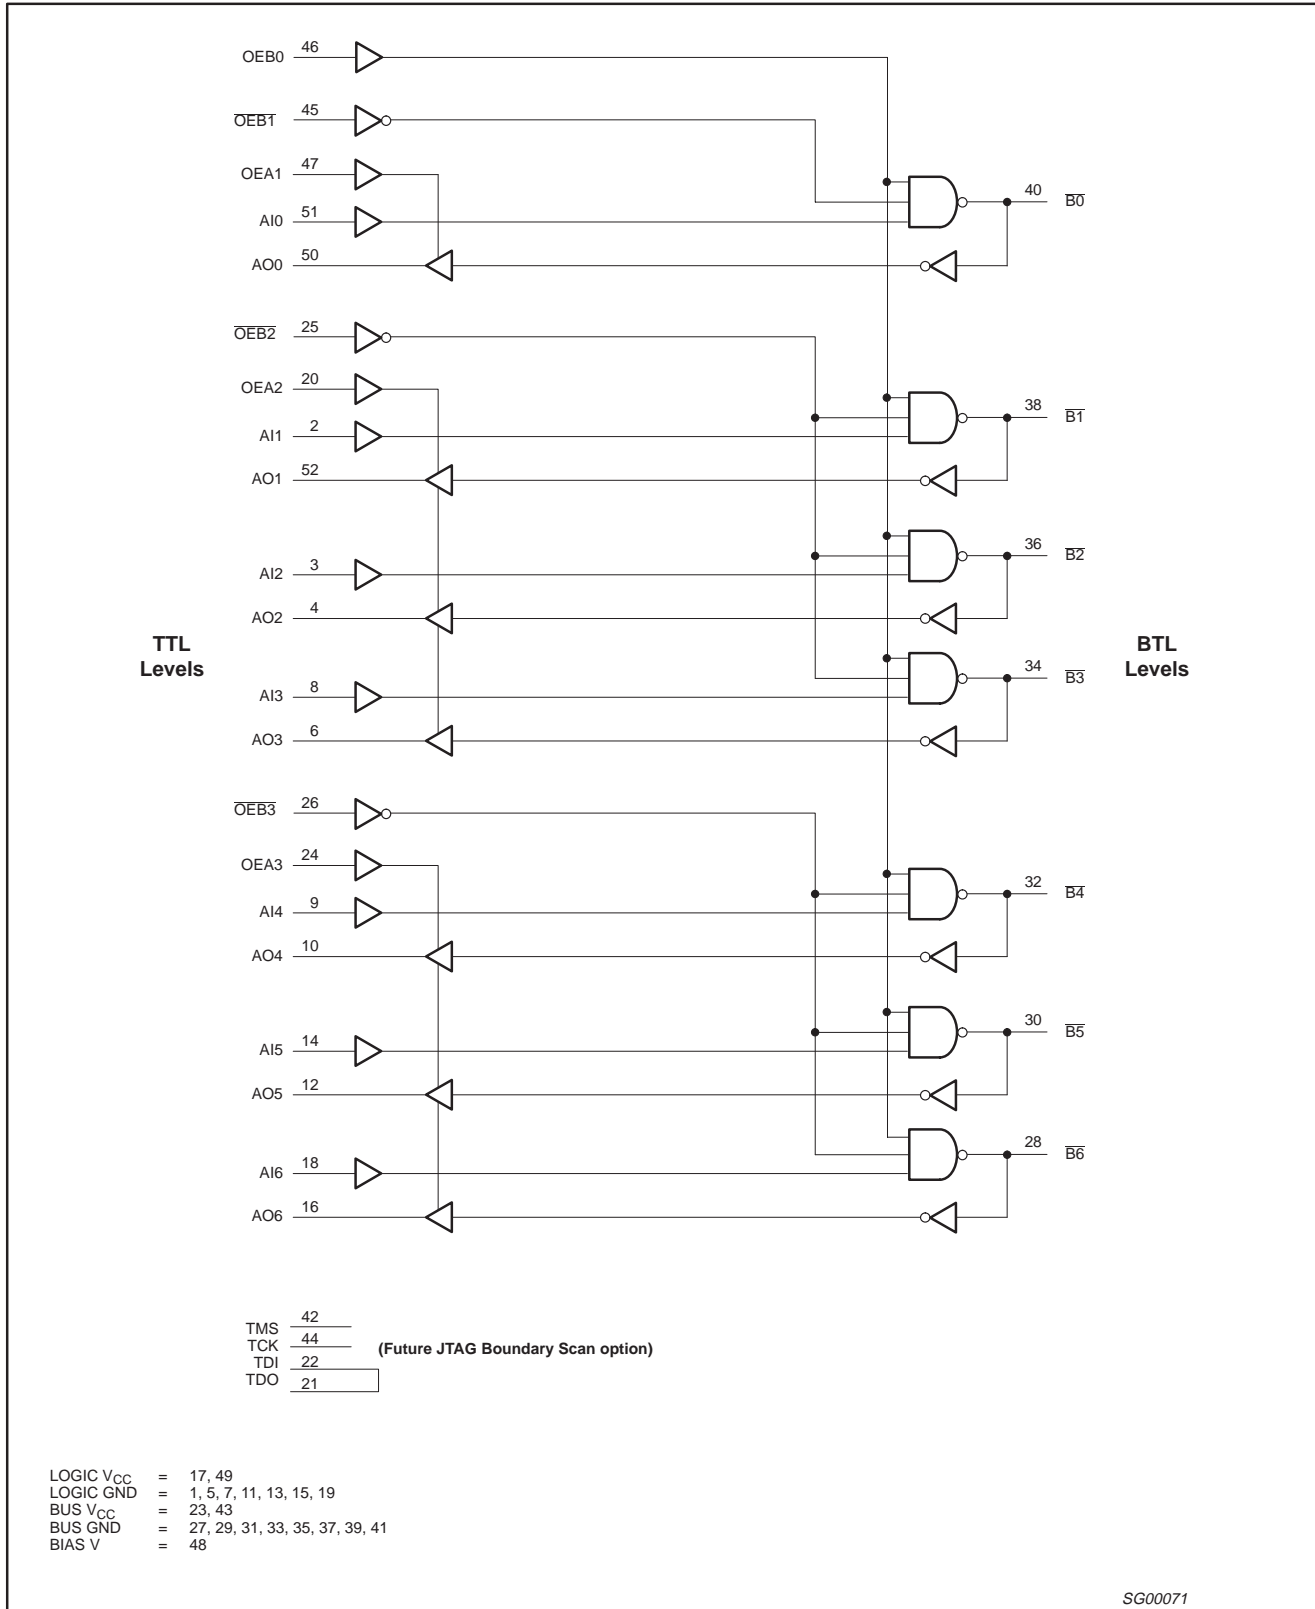 OEB0 46
OEB1 45
OEA1 47
40 B0
AI0 51
AO0 50
OEB2 25
OEA2 20
38 B1
AI1 2
AO1 52
36 B2
AI2 3
AO2 4
TTL
Levels
BTL
Levels
34 B3
AI3 8
AO3 6
OEB3 26
OEA3 24
32 B4
AI4 9
AO4 10
30 B5
AI5 14
AO5 12
28 B6
AI6 18
AO6 16
TMS 42
TCK 44
(Future JTAG Boundary Scan option)
TDI 22
TDO 21
LOGIC VCC = 17, 49
LOGIC GND = 1, 5, 7, 11, 13, 15, 19
BUS VCC = 23, 43
BUS GND = 27, 29, 31, 33, 35, 37, 39, 41
BIAS V = 48
SG00071